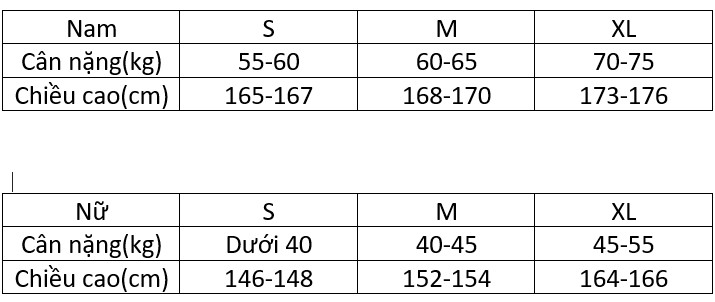 Nam S M XL
Cân nặng(kg) 55-60 60-65 70-75
Chiều cao(cm) 165-167 168-170 173-176
Nữ S M XL
Cân nặng(kg) Dưới 40 40-45 45-55
Chiều cao(cm) 146-148 152-154 164-166